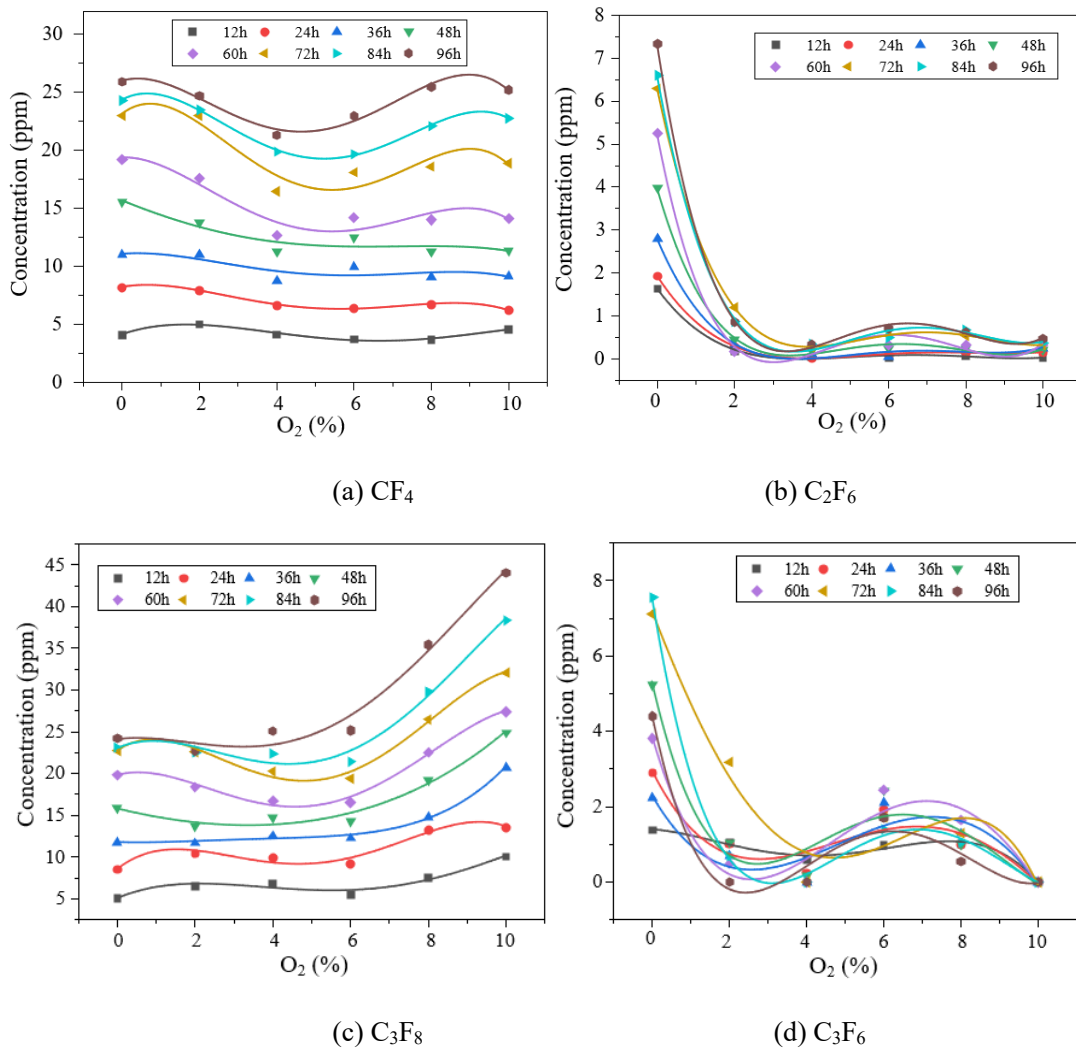 30
25
20
15
10
5
0
Concentration (ppm)
12h 24h 36h 48h
60h 72h 84h 96h
0 2 4 6 8 10
O₂ (%)
(a) CF₄
8
7
6
5
4
3
2
1
0
Concentration (ppm)
12h 24h 36h 48h
60h 72h 84h 96h
0 2 4 6 8 10
O₂ (%)
(b) C₂F₆
45
40
35
30
25
20
15
10
5
Concentration (ppm)
12h 24h 36h 48h
60h 72h 84h 96h
0 2 4 6 8 10
O₂ (%)
(c) C₃F₈
8
6
4
2
0
Concentration (ppm)
12h 24h 36h 48h
60h 72h 84h 96h
0 2 4 6 8 10
O₂ (%)
(d) C₃F₆